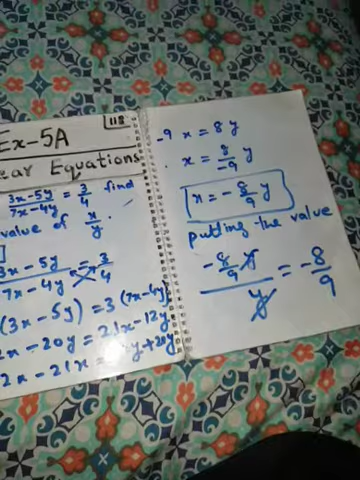 118
Ex-5A
ear Equations
3x-5y/7x-4y = 3/4 find
value of x/y.
3x-5y/7x-4y = 3/4
(3x-5y) = 3(7x-4y)
2x-20y = 21x-12y
2x-21x = y+20y
-9x = 8y
x = 8/-9 y
x = -8/9 y
putting the value
-8/9 y/y = -8/9